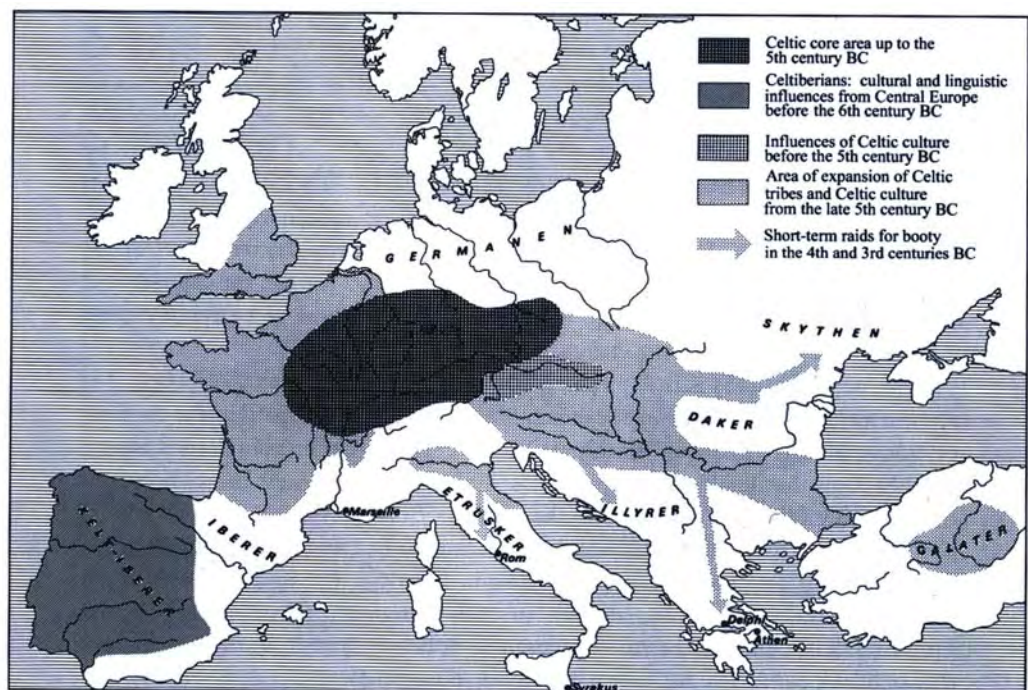 Celtic core area up to the
5th century BC
Celtiberians: cultural and linguistic
influences from Central Europe
before the 6th century BC
Influences of Celtic culture
before the 5th century BC
Area of expansion of Celtic
tribes and Celtic culture
from the late 5th century BC
Short-term raids for booty
in the 4th and 3rd centuries BC
GERMANEN
SKYTHEN
DAKER
ILLYRER
ETRUSKER
IBERER
KELT-IBERER
GALATER
Marseille
Rom
Delphi
Athen
Syrakus